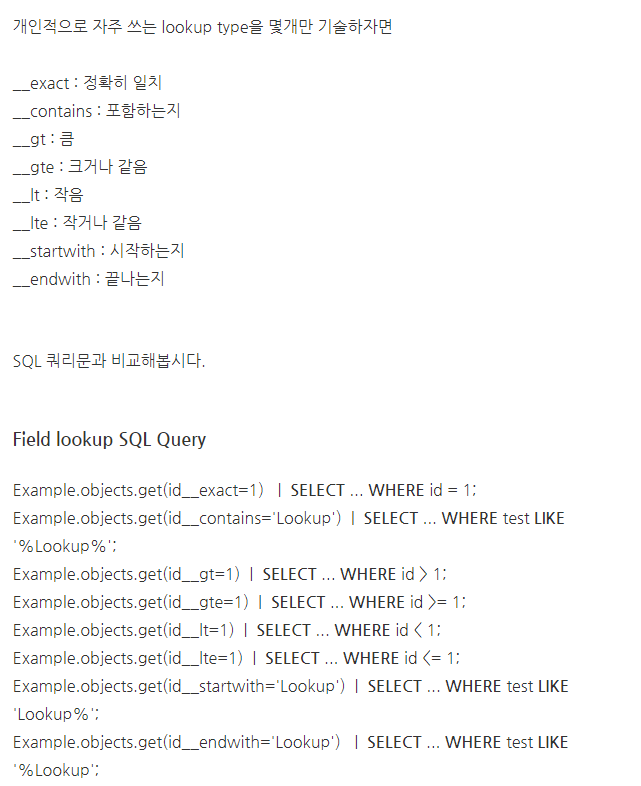 개인적으로 자주 쓰는 lookup type을 몇개만 기술하자면
__exact : 정확히 일치
__contains : 포함하는지
__gt : 큼
__gte : 크거나 같음
__lt : 작음
__lte : 작거나 같음
__startwith : 시작하는지
__endwith : 끝나는지
SQL 쿼리문과 비교해봅시다.
Field lookup SQL Query
Example.objects.get(id__exact=1) | SELECT ... WHERE id = 1;
Example.objects.get(id__contains='Lookup') | SELECT ... WHERE test LIKE
'%Lookup%';
Example.objects.get(id__gt=1) | SELECT ... WHERE id > 1;
Example.objects.get(id__gte=1) | SELECT ... WHERE id >= 1;
Example.objects.get(id__lt=1) | SELECT ... WHERE id < 1;
Example.objects.get(id__lte=1) | SELECT ... WHERE id <= 1;
Example.objects.get(id__startwith='Lookup') | SELECT ... WHERE test LIKE
'Lookup%';
Example.objects.get(id__endwith='Lookup') | SELECT ... WHERE test LIKE
'%Lookup';